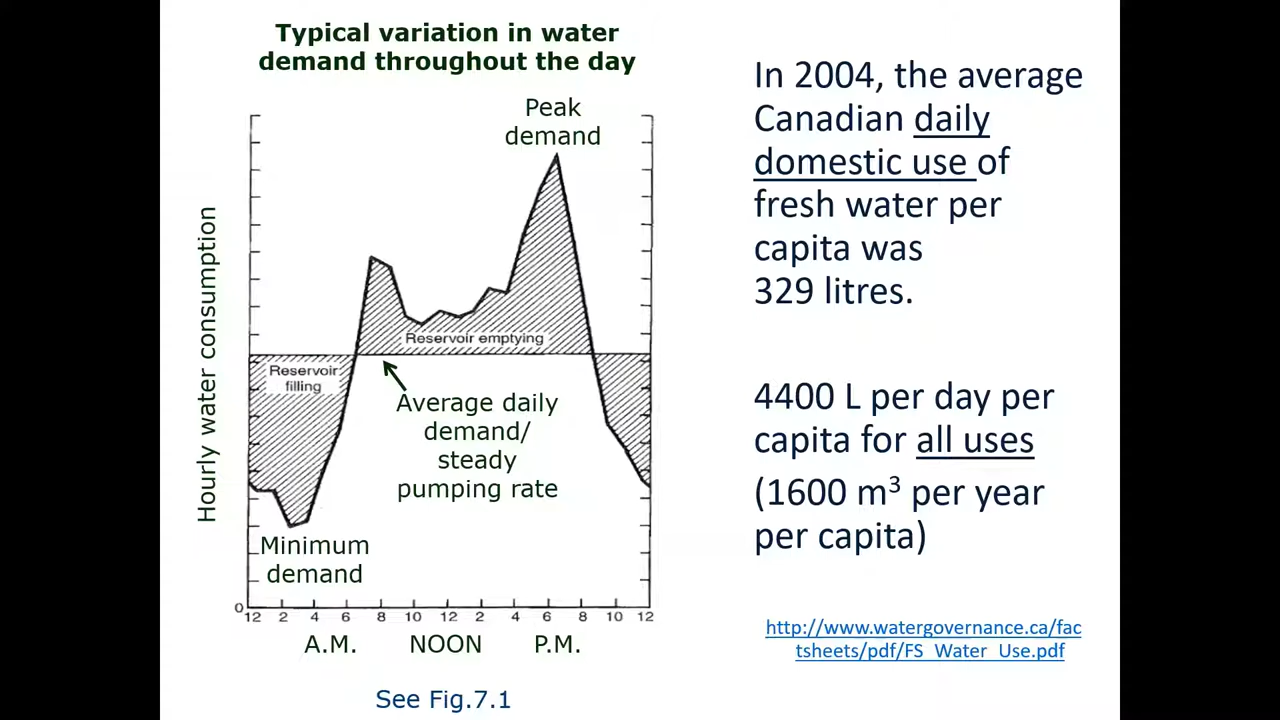 Typical variation in water
demand throughout the day
Peak
demand
Hourly water consumption
Reservoir emptying
Reservoir
filling
Average daily
demand/
steady
pumping rate
Minimum
demand
0
12 2 4 6 8 10 12 2 4 6 8 10 12
A.M. NOON P.M.
See Fig.7.1
In 2004, the average
Canadian daily
domestic use of
fresh water per
capita was
329 litres.
4400 L per day per
capita for all uses
(1600 m³ per year
per capita)
http://www.watergovernance.ca/fac
tsheets/pdf/FS_Water_Use.pdf